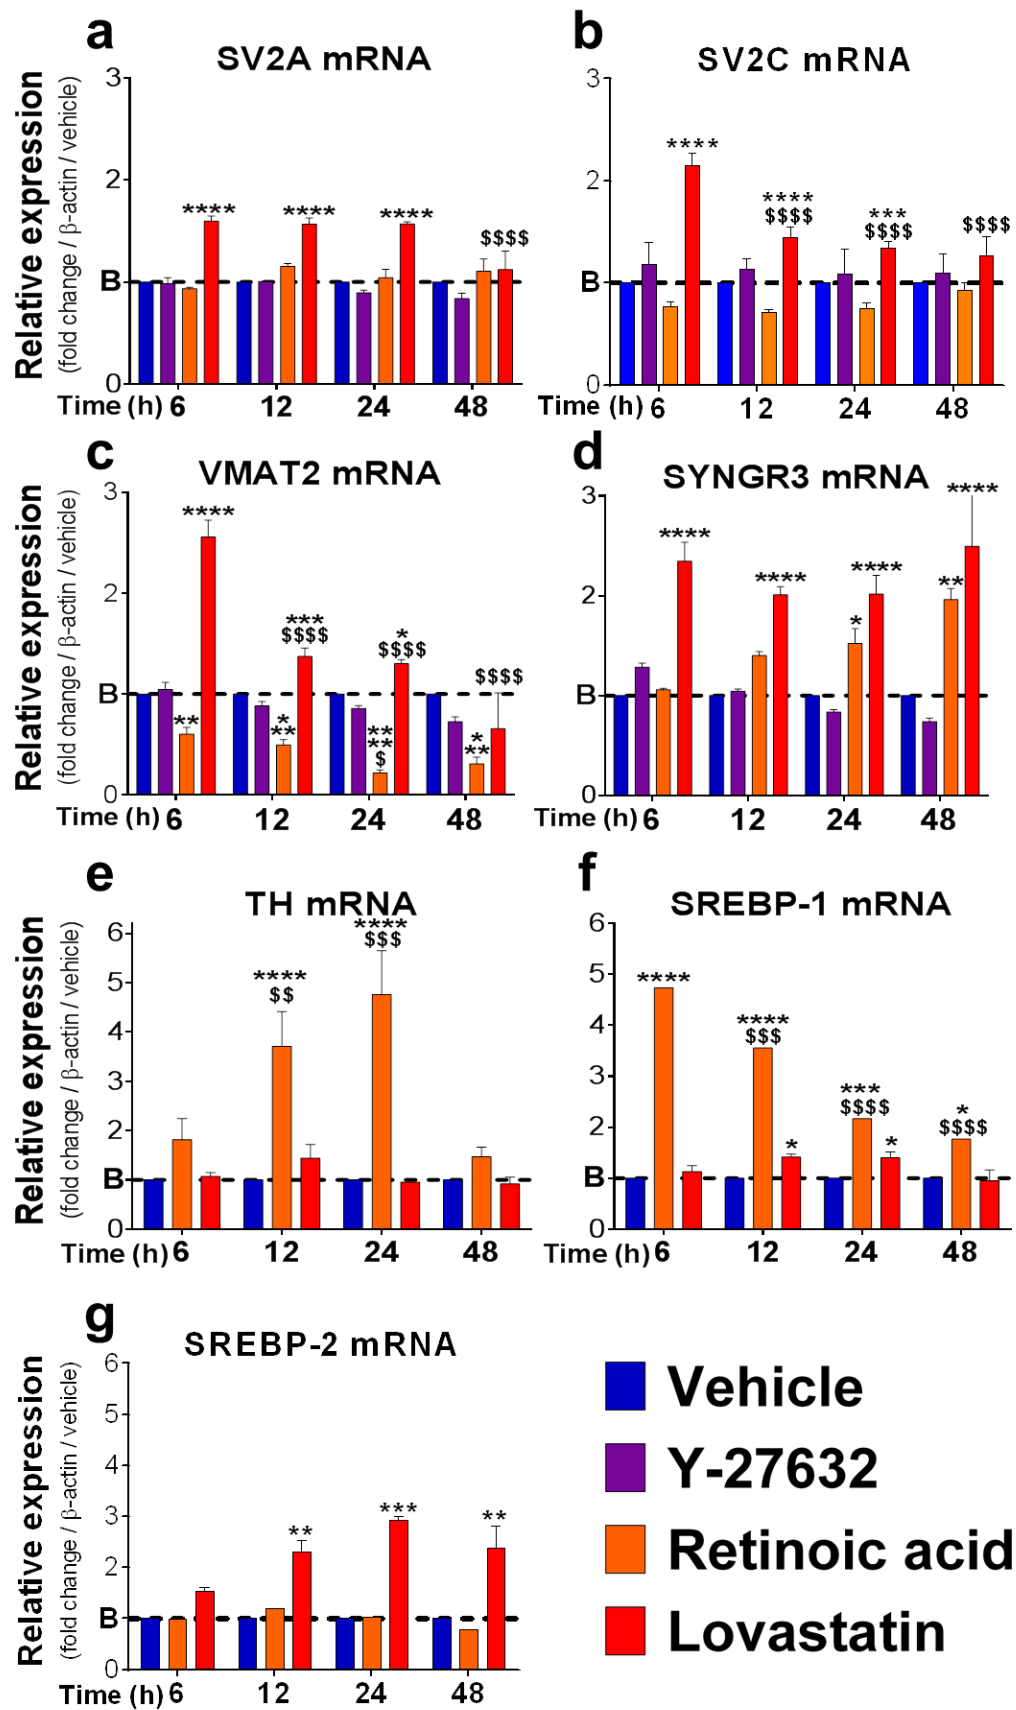 a
SV2A mRNA
Relative expression
(fold change / β-actin / vehicle)
3
2
B
0
**** **** **** $$$$
Time (h) 6 12 24 48
b
SV2C mRNA
3
2
B
0
****
**** *** $$$$
$$$$ $$$$
Time (h) 6 12 24 48
c
VMAT2 mRNA
Relative expression
(fold change / β-actin / vehicle)
3
2
B
0
****
*** *
$$$$ $$$$ $$$$
** * ** *
** ** **
$
Time (h) 6 12 24 48
d
SYNGR3 mRNA
3
2
B
0
**** **** * **** ** ****
Time (h) 6 12 24 48
e
TH mRNA
Relative expression
(fold change / β-actin / vehicle)
6
5
4
3
2
B
0
**** ****
$$ $$$
Time (h) 6 12 24 48
f
SREBP-1 mRNA
6
5
4
3
2
B
0
**** **** *** *
$$$ $$$$ $$$$
* *
Time (h) 6 12 24 48
g
SREBP-2 mRNA
Relative expression
(fold change / β-actin / vehicle)
6
5
4
3
2
B
0
** *** **
Time (h) 6 12 24 48
Vehicle
Y-27632
Retinoic acid
Lovastatin